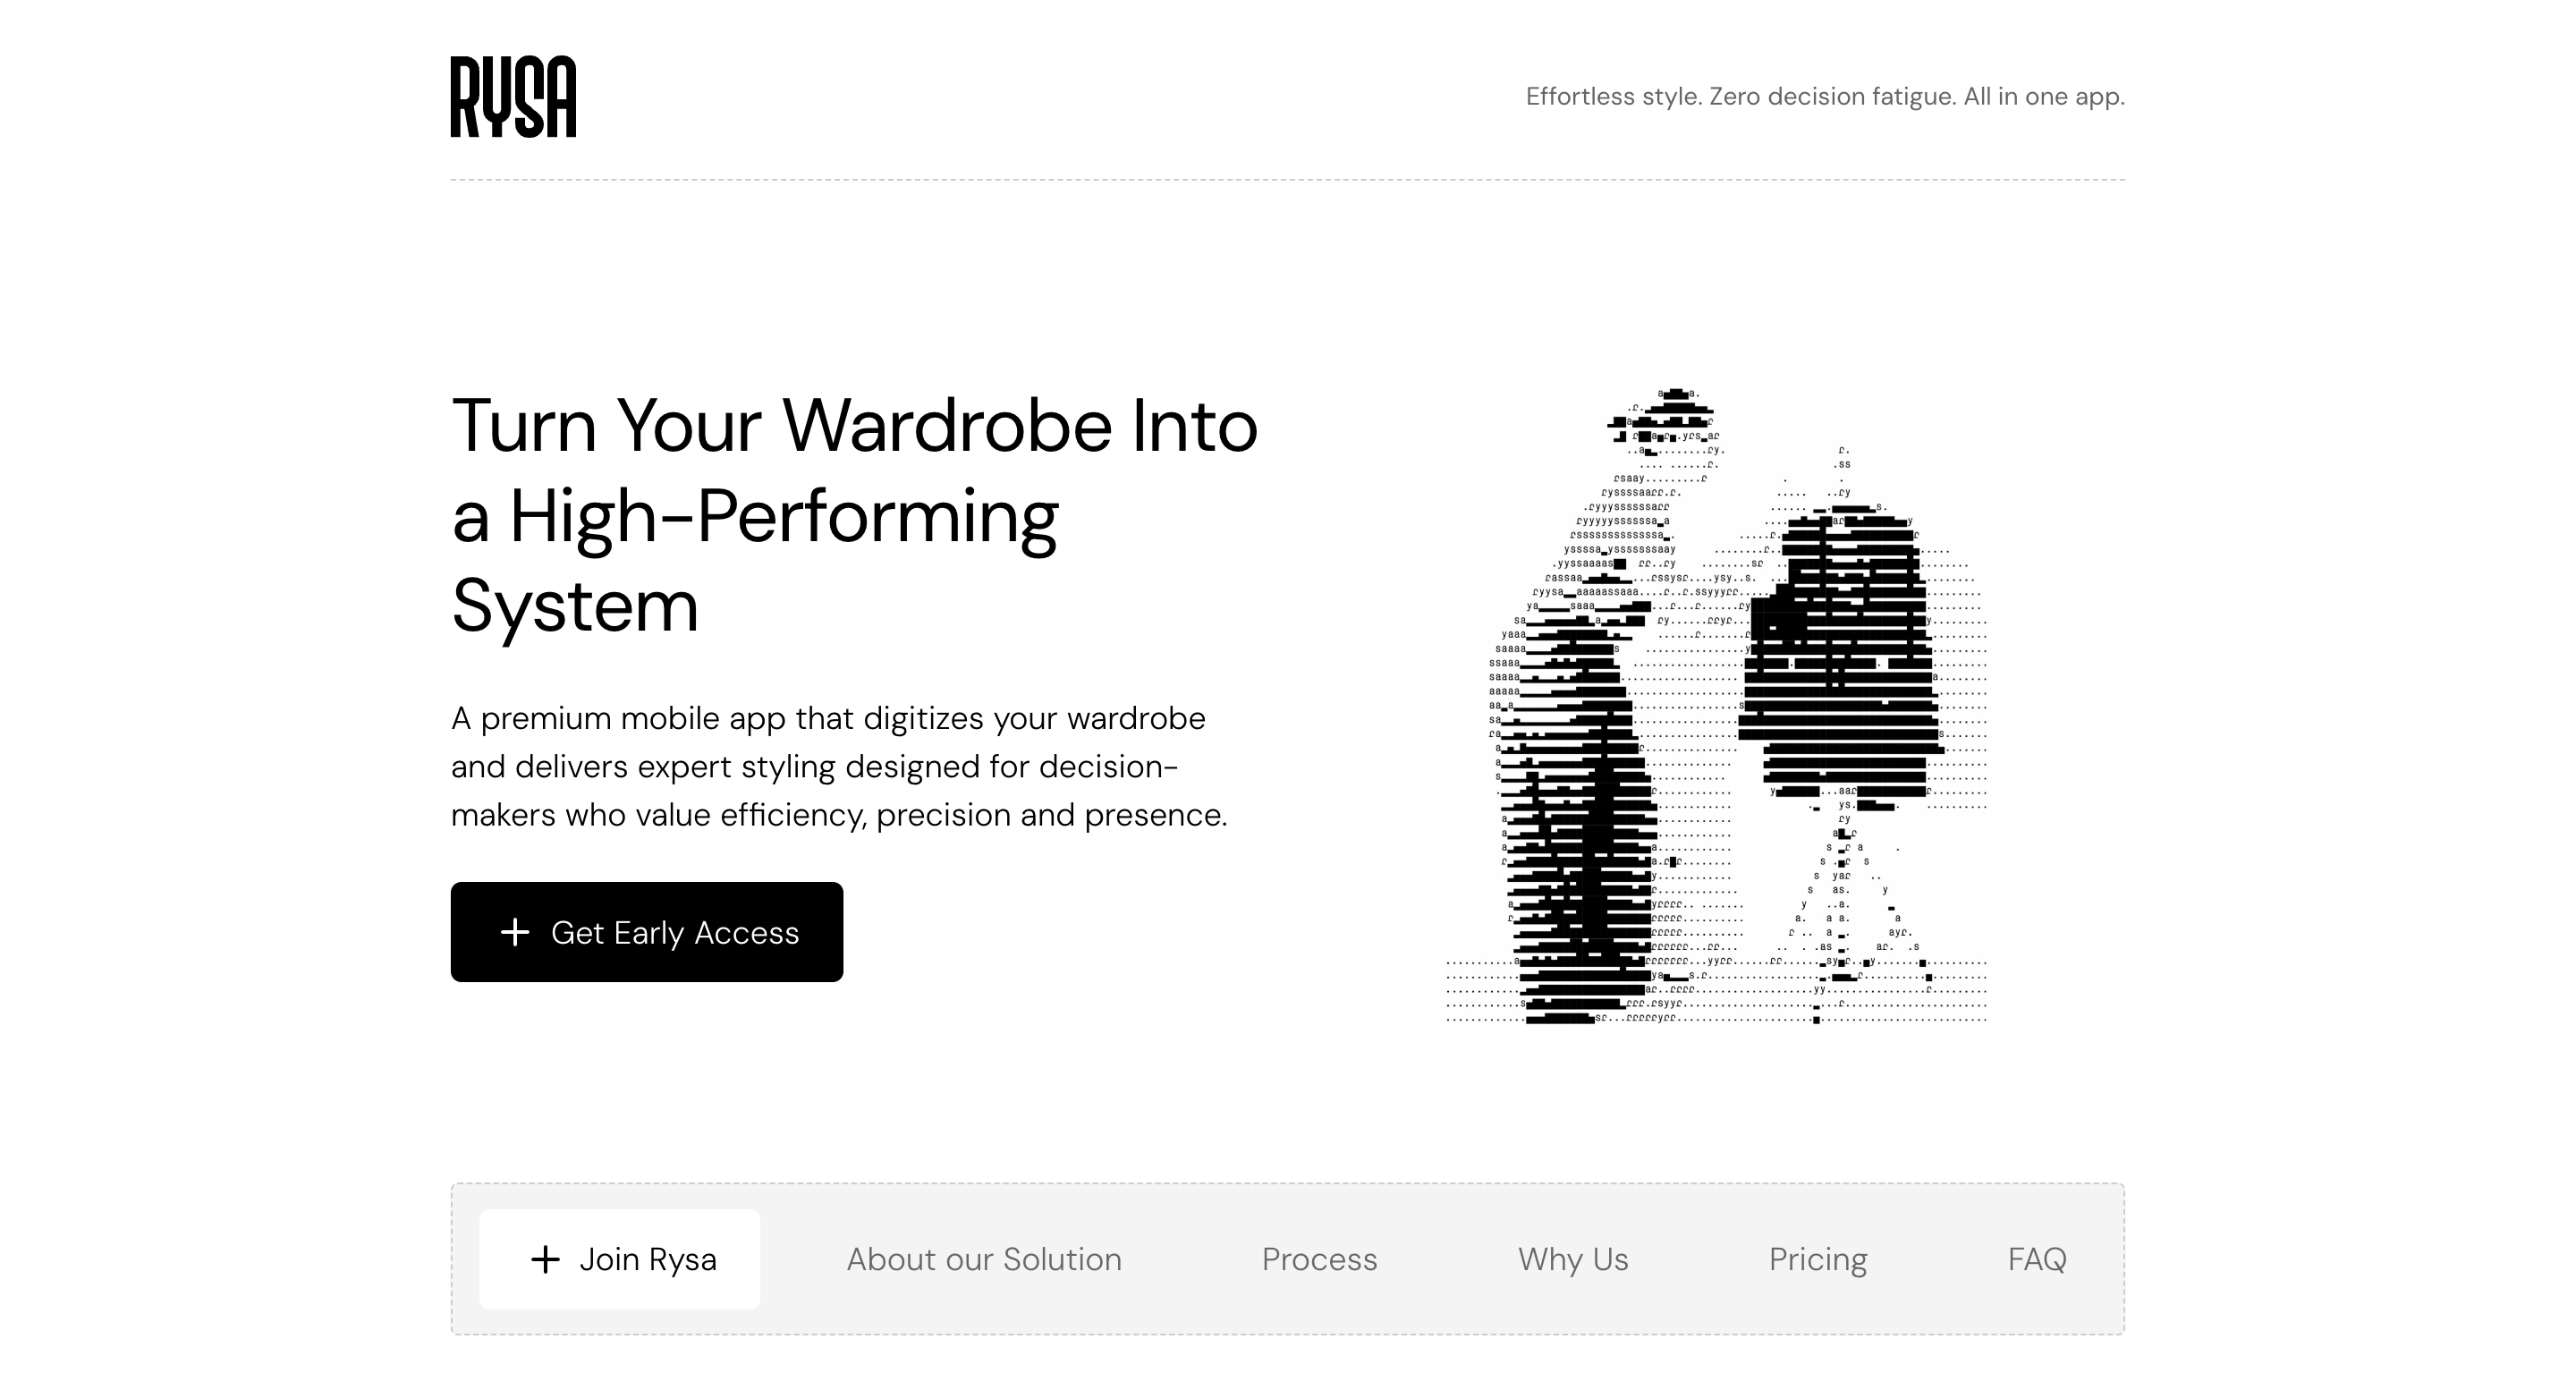 RYSA
Effortless style. Zero decision fatigue. All in one app.
Turn Your Wardrobe Into
a High-Performing
System
A premium mobile app that digitizes your wardrobe
and delivers expert styling designed for decision-
makers who value efficiency, precision and presence.
+ Get Early Access
+ Join Rysa
About our Solution
Process
Why Us
Pricing
FAQ